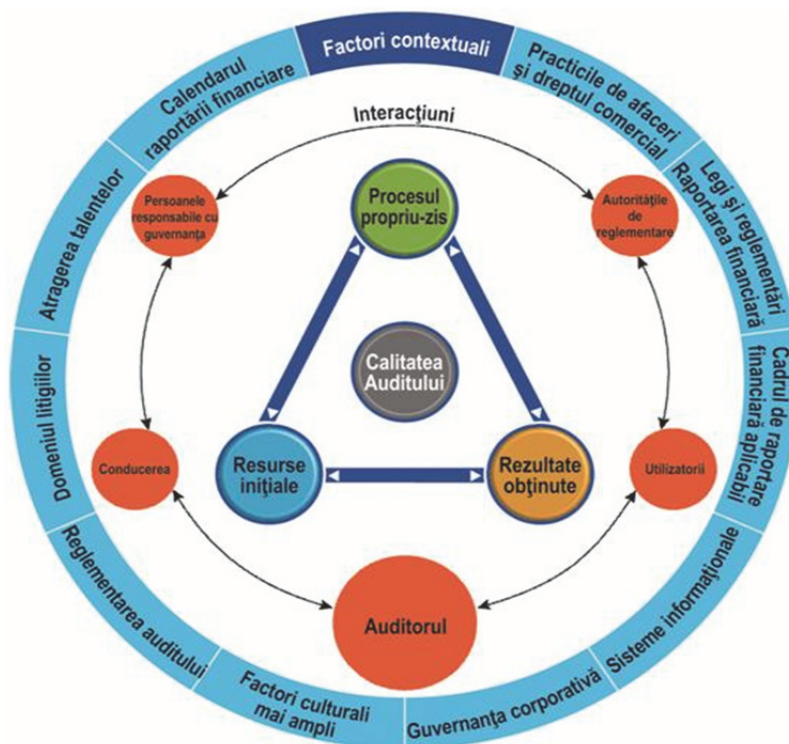 Factori contextuali
Practicile de afaceri
și dreptul comercial
Legi și reglementări
Raportarea financiară
Cadrul de raportare
financiară aplicabil
Sisteme informaționale
Guvernanța corporativă
Factori culturali
mai ampli
Reglementarea auditului
Domeniul litigiilor
Atragerea talentelor
Calendarul
raportării financiare
Interacțiuni
Persoanele
responsabile cu
guvernanța
Autoritățile
de
reglementare
Procesul
propriu-zis
Calitatea
Auditului
Resurse
inițiale
Rezultate
obținute
Conducerea
Utilizatorii
Auditorul